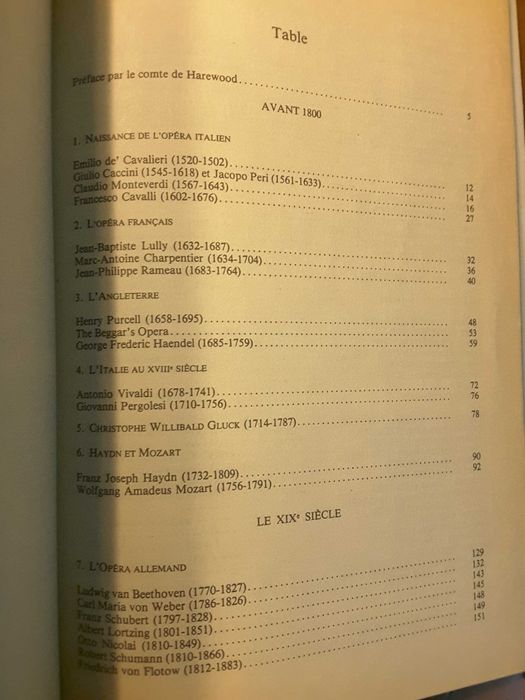 Table
Préface par le comte de Harewood........ 5
AVANT 1800
1. NAISSANCE DE L'OPÉRA ITALIEN
Emilio de' Cavalieri (1520-1502)........ 12
Giulio Caccini (1545-1618) et Jacopo Peri (1561-1633)........ 14
Claudio Monteverdi (1567-1643)........ 16
Francesco Cavalli (1602-1676)........ 27
2. L'OPÉRA FRANÇAIS
Jean-Baptiste Lully (1632-1687)........ 32
Marc-Antoine Charpentier (1634-1704)........ 36
Jean-Philippe Rameau (1683-1764)........ 40
3. L'ANGLETERRE
Henry Purcell (1658-1695)........ 48
The Beggar's Opera........ 53
George Frederic Haendel (1685-1759)........ 59
4. L'ITALIE AU XVIIIe SIÈCLE
Antonio Vivaldi (1678-1741)........ 72
Giovanni Pergolesi (1710-1756)........ 76
5. CHRISTOPHE WILLIBALD GLUCK (1714-1787)........ 78
6. HAYDN ET MOZART
Franz Joseph Haydn (1732-1809)........ 90
Wolfgang Amadeus Mozart (1756-1791)........ 92
LE XIXe SIÈCLE
7. L'OPÉRA ALLEMAND
Ludwig van Beethoven (1770-1827)........ 129
Carl Maria von Weber (1786-1826)........ 132
Franz Schubert (1797-1828)........ 143
Albert Lortzing (1801-1851)........ 145
Otto Nicolai (1810-1849)........ 148
Robert Schumann (1810-1866)........ 149
Friedrich von Flotow (1812-1883)........ 151